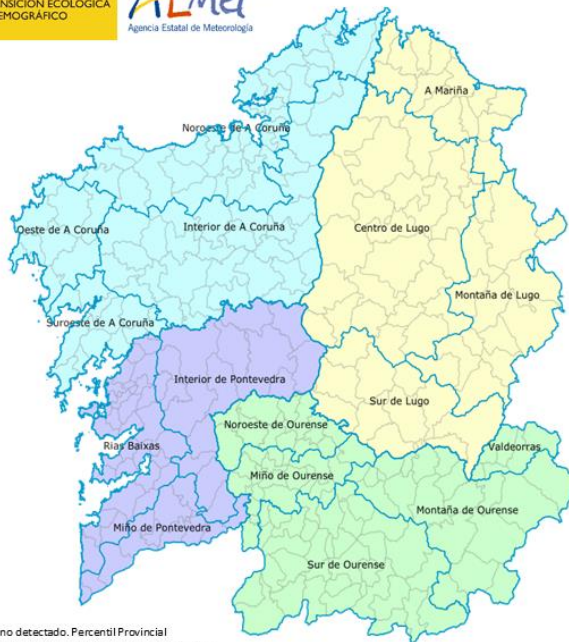 NSICIÓN ECOLÓGICA
EMOGRÁFICO
Agencia Estatal de Meteorología
A Mariña
Noroeste de A Coruña
Oeste de A Coruña
Interior de A Coruña
Centro de Lugo
Montaña de Lugo
Suroeste de A Coruña
Interior de Pontevedra
Sur de Lugo
Noroeste de Ourense
Rias Baixas
Valdeorras
Miño de Ourense
Montaña de Ourense
Miño de Pontevedra
Sur de Ourense
no detectado. Percentil Provincial